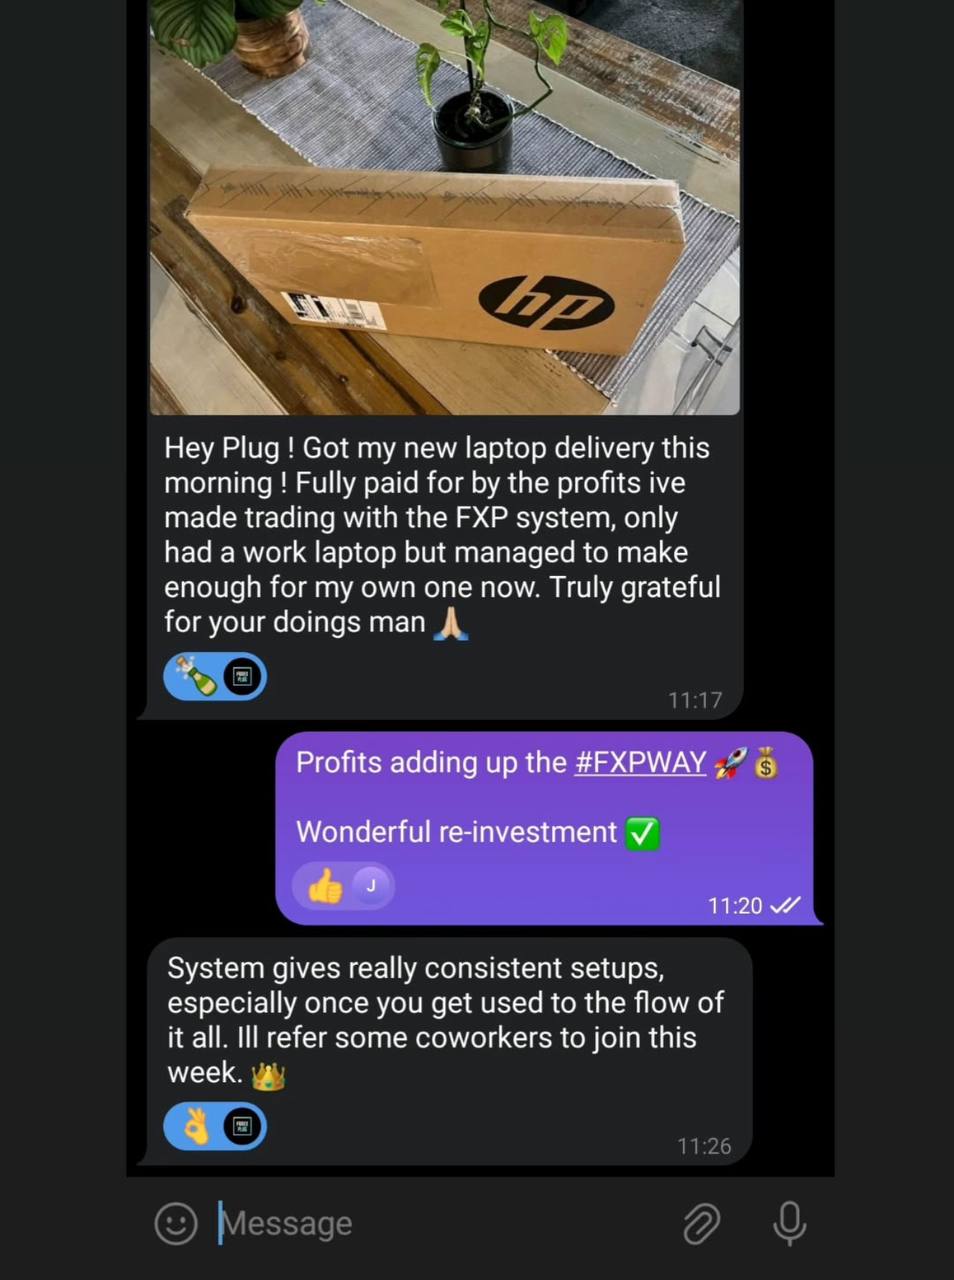 hp
Hey Plug ! Got my new laptop delivery this
morning ! Fully paid for by the profits ive
made trading with the FXP system, only
had a work laptop but managed to make
enough for my own one now. Truly grateful
for your doings man 🙏🏼
11:17
Profits adding up the #FXPWAY 🚀💰
Wonderful re-investment ✅
J
11:20
System gives really consistent setups,
especially once you get used to the flow of
it all. Ill refer some coworkers to join this
week. 👑
11:26
Message